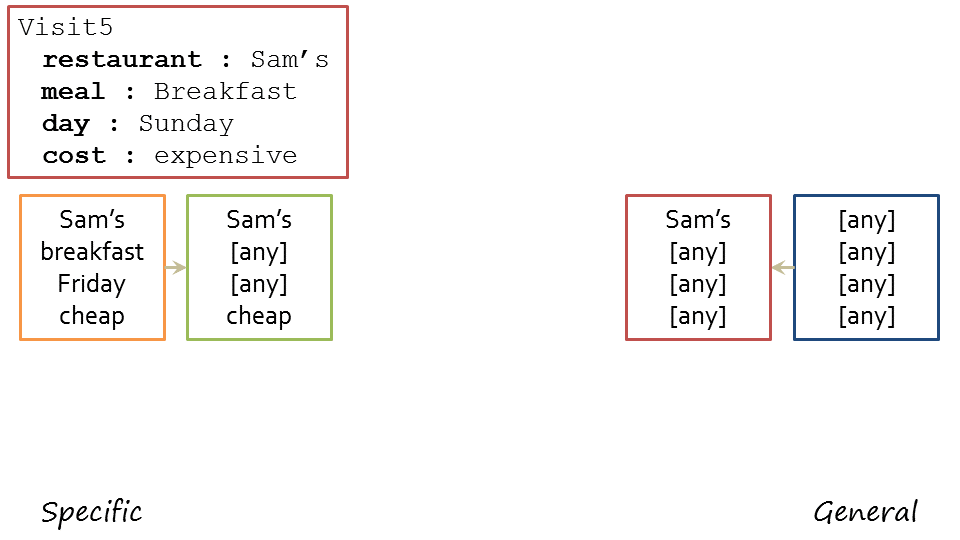 Visit5
restaurant : Sam’s
meal : Breakfast
day : Sunday
cost : expensive
Sam’s
breakfast
Friday
cheap
Sam’s
[any]
[any]
cheap
Sam’s
[any]
[any]
[any]
[any]
[any]
[any]
[any]
Specific
General